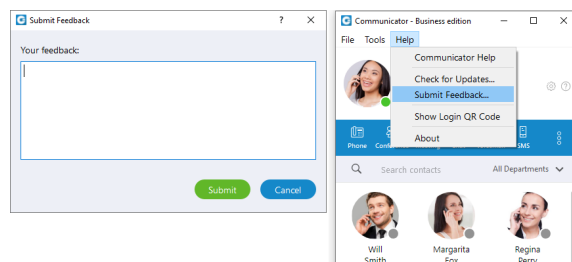 Submit Feedback
Your feedback:
Submit Cancel
Communicator - Business edition
File Tools Help
Communicator Help
Check for Updates...
Submit Feedback...
Show Login QR Code
About
Phone SMS
Search contacts All Departments
Will Smith
Margarita Fox
Regina Perry